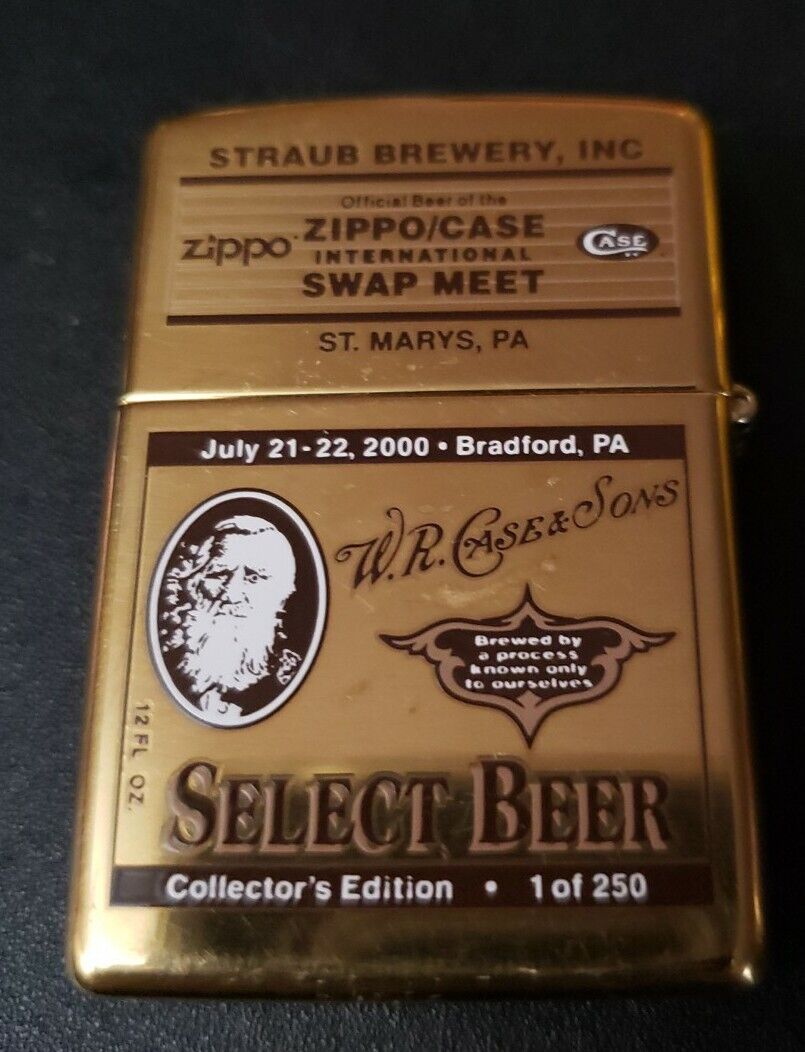 STRAUB BREWERY, INC
Official Beer of the
zippo ZIPPO/CASE CASE
INTERNATIONAL
SWAP MEET
ST. MARYS, PA
July 21-22, 2000 • Bradford, PA
W.R. CASE & SONS
Brewed by
a process
known only
to ourselves
12 FL OZ.
SELECT BEER
Collector's Edition • 1 of 250